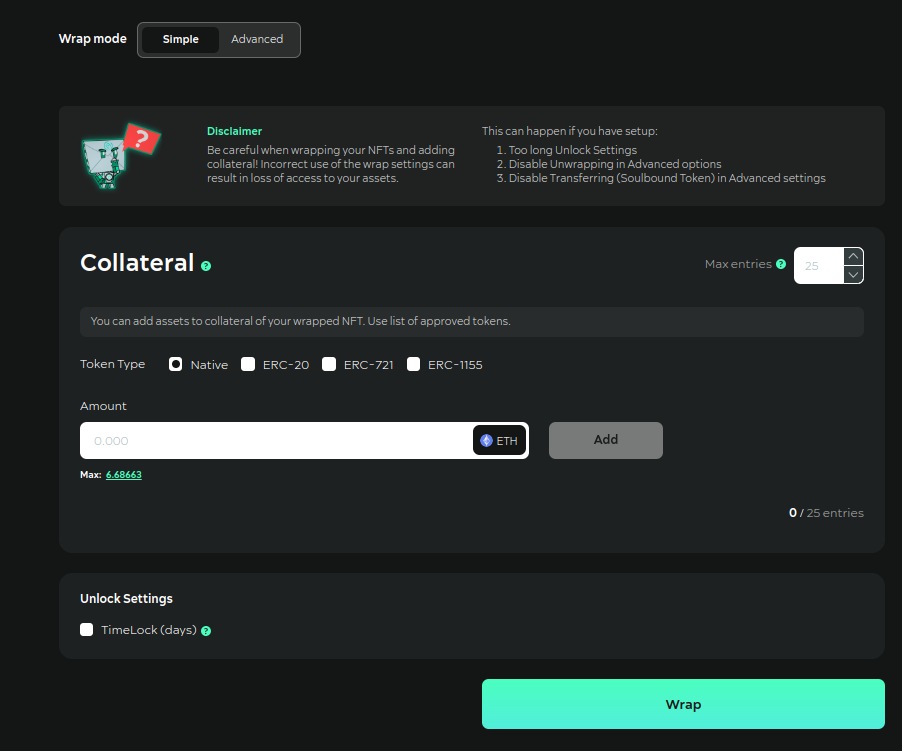 Wrap mode
Simple
Advanced
?
Disclaimer
Be careful when wrapping your NFTs and adding
collateral! Incorrect use of the wrap settings can
result in loss of access to your assets.
This can happen if you have setup:
1. Too long Unlock Settings
2. Disable Unwrapping in Advanced options
3. Disable Transferring (Soulbound Token) in Advanced settings
Collateral ?
Max entries ?
25
You can add assets to collateral of your wrapped NFT. Use list of approved tokens.
Token Type
Native
ERC-20
ERC-721
ERC-1155
Amount
0.000
ETH
Add
Max: 6.68663
0 / 25 entries
Unlock Settings
TimeLock (days) ?
Wrap